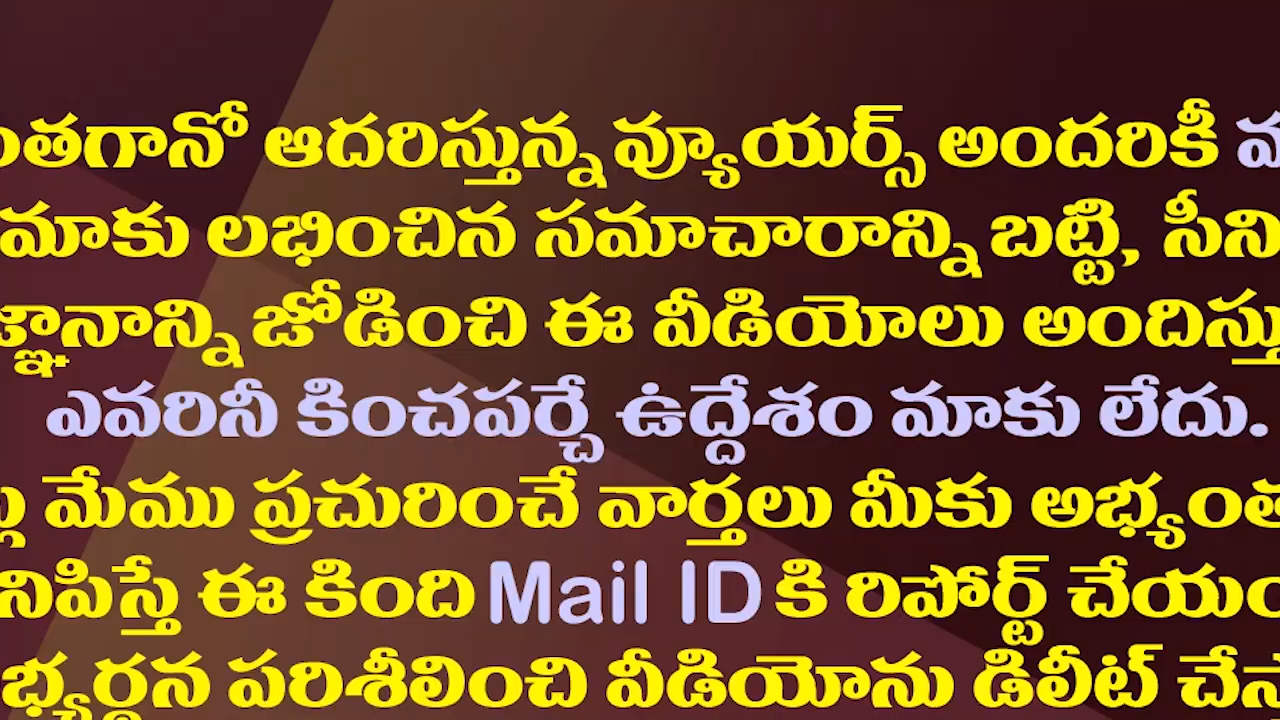 ఆదరిస్తున్న వ్యూయర్స్ అందరికీ
మాకు లభించిన సమాచారాన్ని బట్టి,
జోడించి ఈ వీడియోలు
ఎవరినీ కించపర్చే ఉద్దేశం మాకు లేదు.
మేము ప్రచురించే వార్తలు మీకు
ఈ కింది Mail ID కి రిపోర్ట్
పరిశీలించి వీడియోను డిలీట్